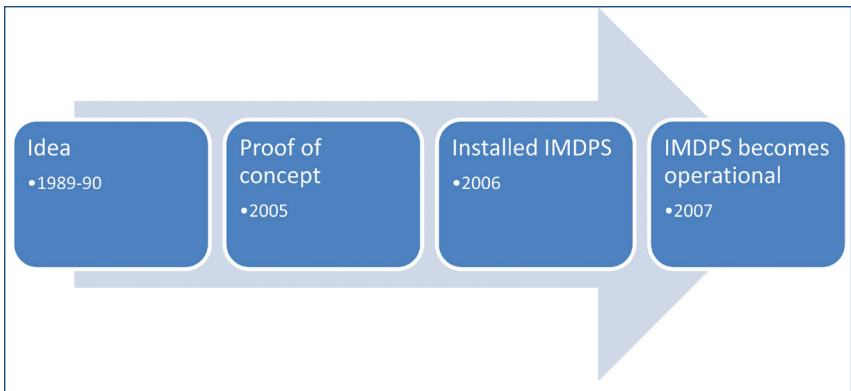 Idea
•1989-90
Proof of
concept
•2005
Installed IMDPS
•2006
IMDPS becomes
operational
•2007